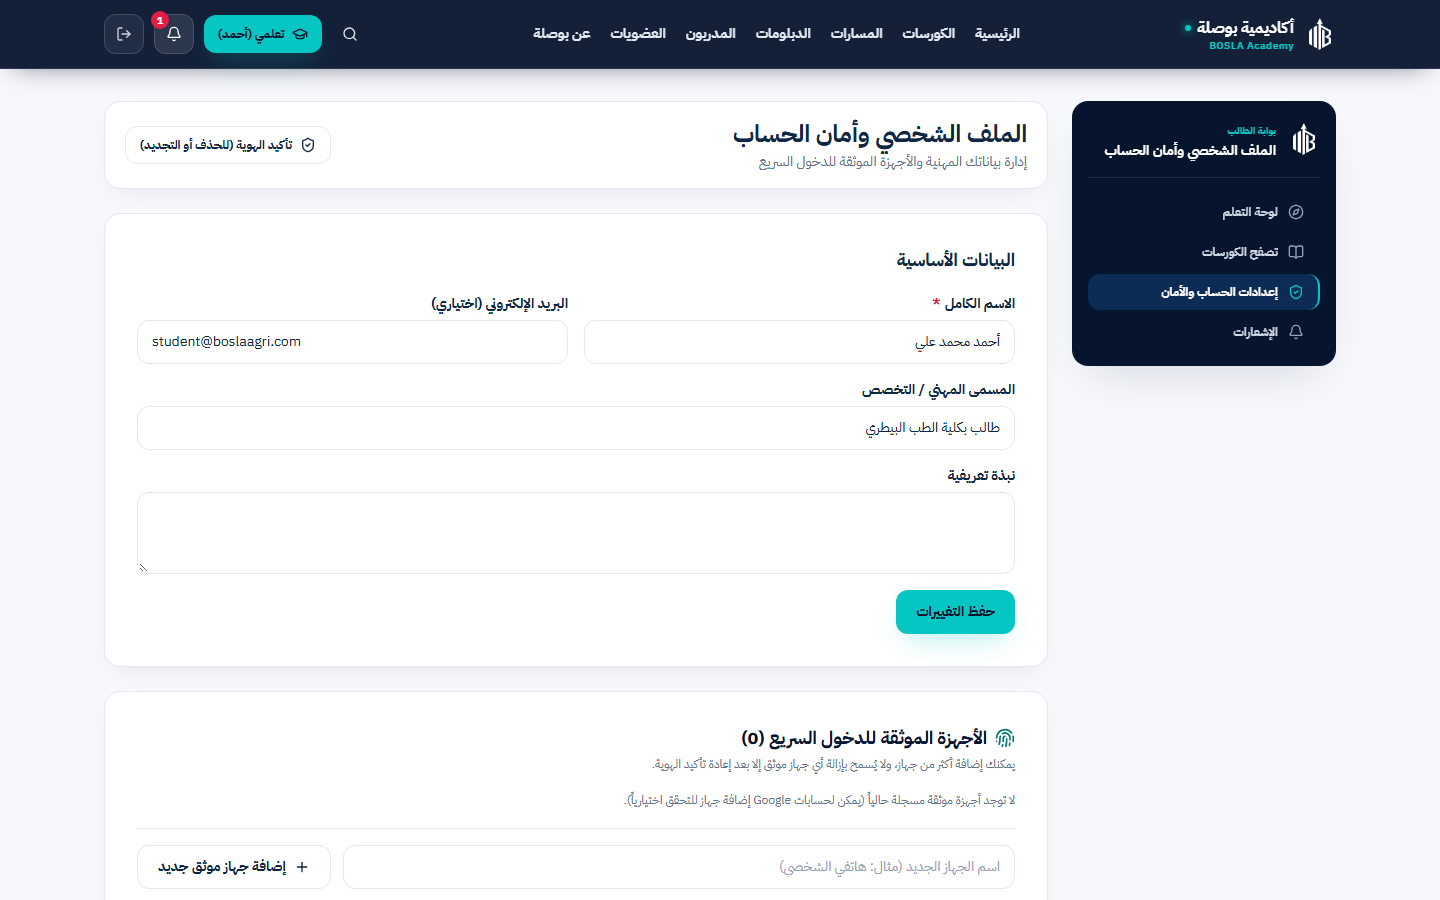 أكاديمية بوصلة
BOSLA Academy
الرئيسية
الكورسات
المسارات
الدبلومات
المدربون
العضويات
عن بوصلة
تعلمي (أحمد)
1
بوابة الطالب
الملف الشخصي وأمان الحساب
لوحة التعلم
تصفح الكورسات
إعدادات الحساب والأمان
الإشعارات
الملف الشخصي وأمان الحساب
إدارة بياناتك المهنية والأجهزة الموثقة للدخول السريع
تأكيد الهوية (للحذف أو التجديد)
البيانات الأساسية
الاسم الكامل *
البريد الإلكتروني (اختياري)
أحمد محمد علي
student@boslaagri.com
المسمى المهني / التخصص
طالب بكلية الطب البيطري
نبذة تعريفية
حفظ التغييرات
الأجهزة الموثقة للدخول السريع (0)
يمكنك إضافة أكثر من جهاز، ولا يُسمح بإزالة أي جهاز موثق إلا بعد إعادة تأكيد الهوية.
لا توجد أجهزة موثقة مسجلة حالياً (يمكن لحسابات Google إضافة جهاز للتحقق اختيارياً).
اسم الجهاز الجديد (مثال: هاتفي الشخصي)
إضافة جهاز موثق جديد